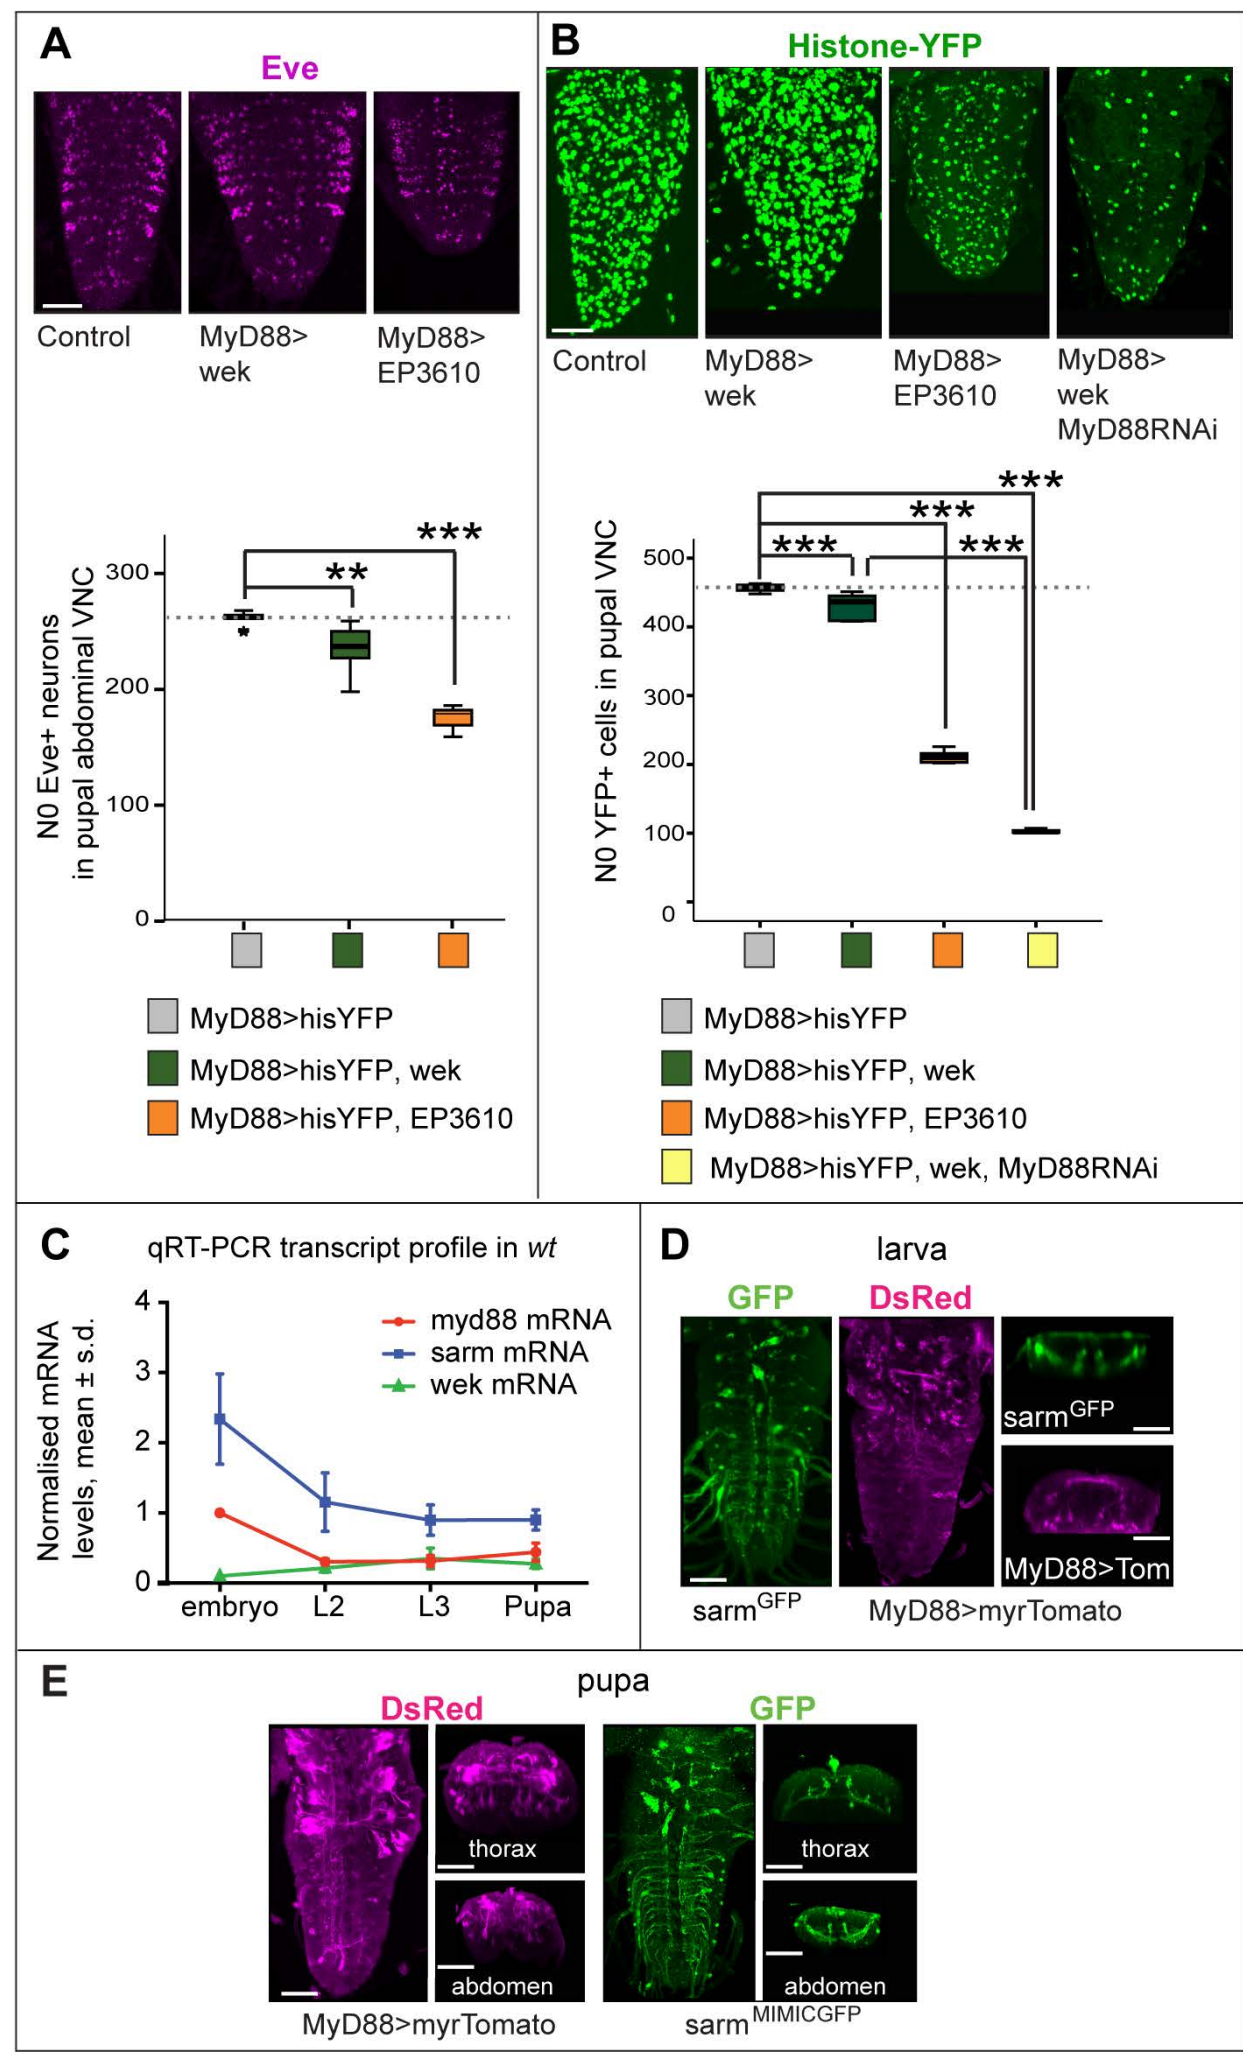 A
Eve
Control
MyD88>
wek
MyD88>
EP3610
***
**
300
200
100
0
*
N0 Eve+ neurons
in pupal abdominal VNC
MyD88>hisYFP
MyD88>hisYFP, wek
MyD88>hisYFP, EP3610
B
Histone-YFP
Control
MyD88>
wek
MyD88>
EP3610
MyD88>
wek
MyD88RNAi
***
***
***
***
500
400
300
200
100
0
N0 YFP+ cells in pupal VNC
MyD88>hisYFP
MyD88>hisYFP, wek
MyD88>hisYFP, EP3610
MyD88>hisYFP, wek, MyD88RNAi
C
qRT-PCR transcript profile in wt
Normalised mRNA
levels, mean ± s.d.
4
3
2
1
0
myd88 mRNA
sarm mRNA
wek mRNA
embryo
L2
L3
Pupa
D
larva
GFP
DsRed
sarmGFP
MyD88>Tom
sarmGFP
MyD88>myrTomato
E
pupa
DsRed
GFP
thorax
abdomen
thorax
abdomen
MyD88>myrTomato
sarmMIMICGFP